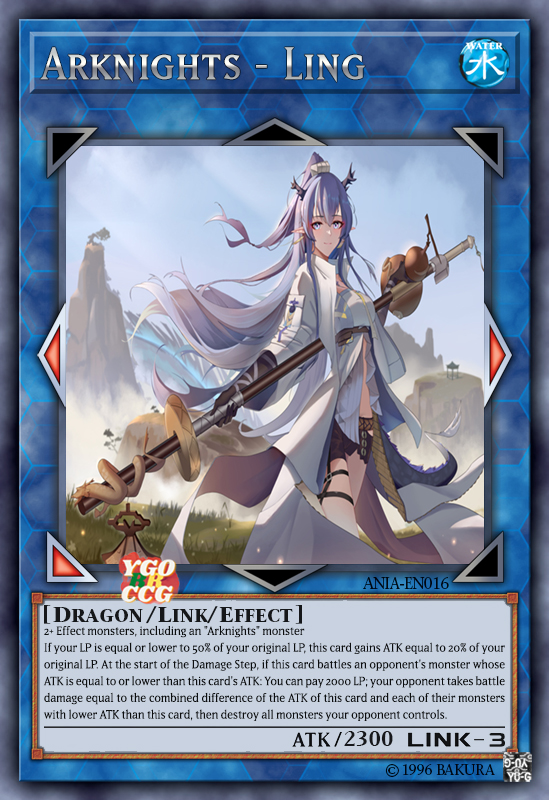 ARKNIGHTS - LING
WATER
水
YGO
RB
CCG
ANIA-EN016
[DRAGON/LINK/EFFECT]
2+ Effect monsters, including an "Arknights" monster
If your LP is equal or lower to 50% of your original LP, this card gains ATK equal to 20% of your
original LP. At the start of the Damage Step, if this card battles an opponent's monster whose
ATK is equal to or lower than this card's ATK: You can pay 2000 LP; your opponent takes battle
damage equal to the combined difference of the ATK of this card and each of their monsters
with lower ATK than this card, then destroy all monsters your opponent controls.
ATK/2300 LINK-3
©1996 BAKURA